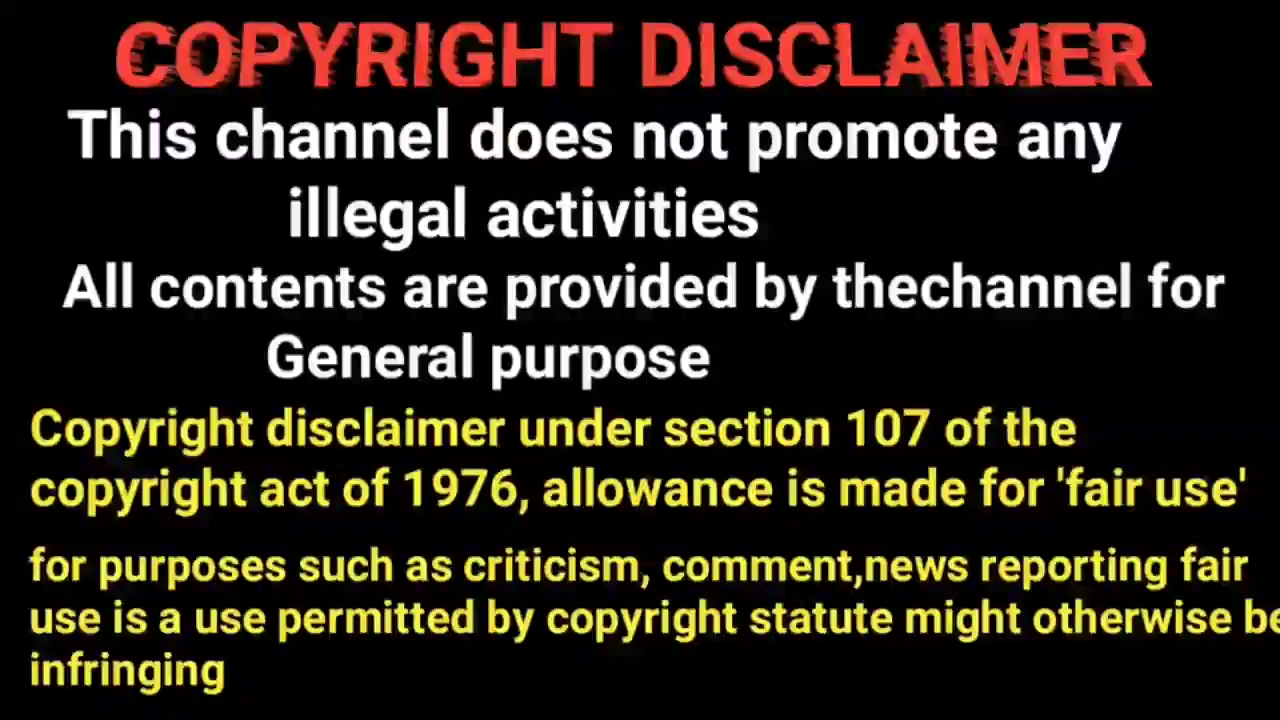 COPYRIGHT DISCLAIMER
This channel does not promote any
illegal activities
All contents are provided by thechannel for
General purpose
Copyright disclaimer under section 107 of the
copyright act of 1976, allowance is made for 'fair use'
for purposes such as criticism, comment,news reporting fair
use is a use permitted by copyright statute might otherwise be
infringing